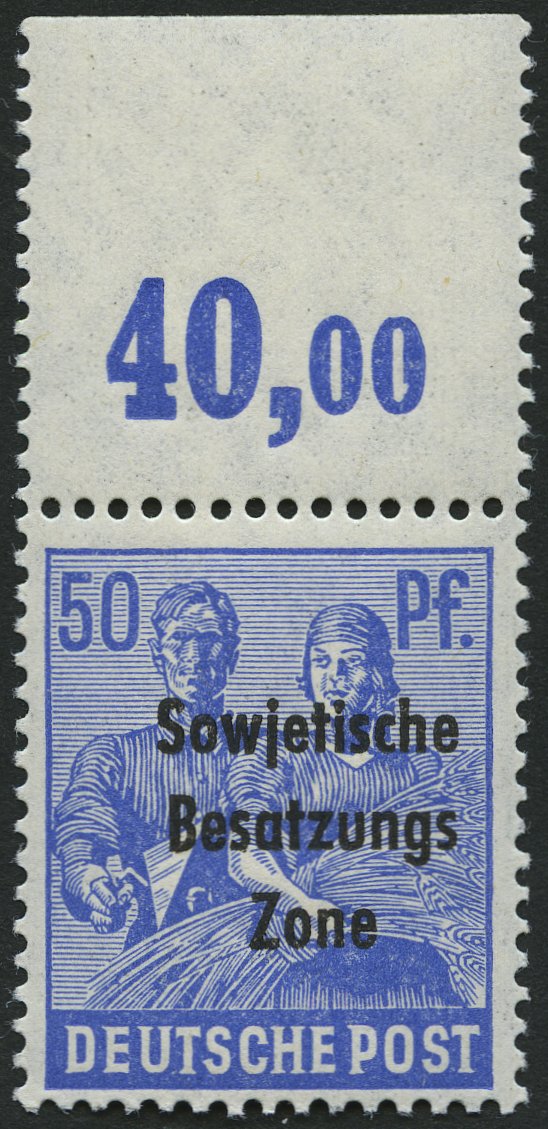 40,00
50 Pf.
Sowjetische
Besatzungs
Zone
DEUTSCHE POST